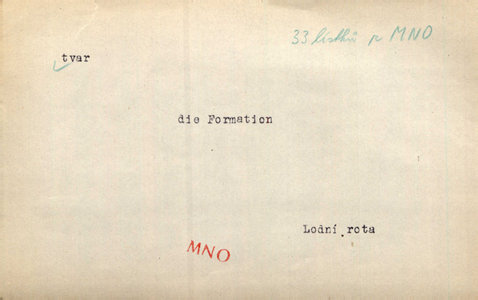 33 lístků p MNO
tvar
die Formation
Lodní rota
MNO